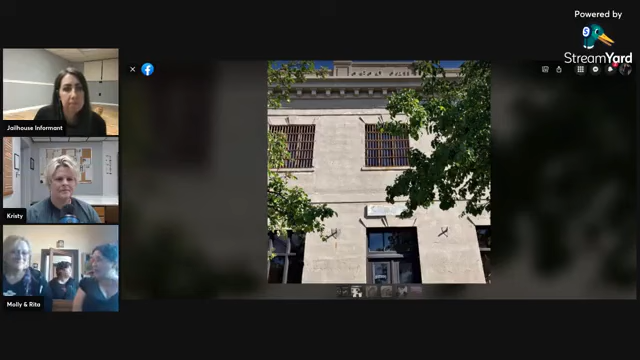 Powered by
StreamYard
Jailhouse Informant
Kristy
Molly & Rita